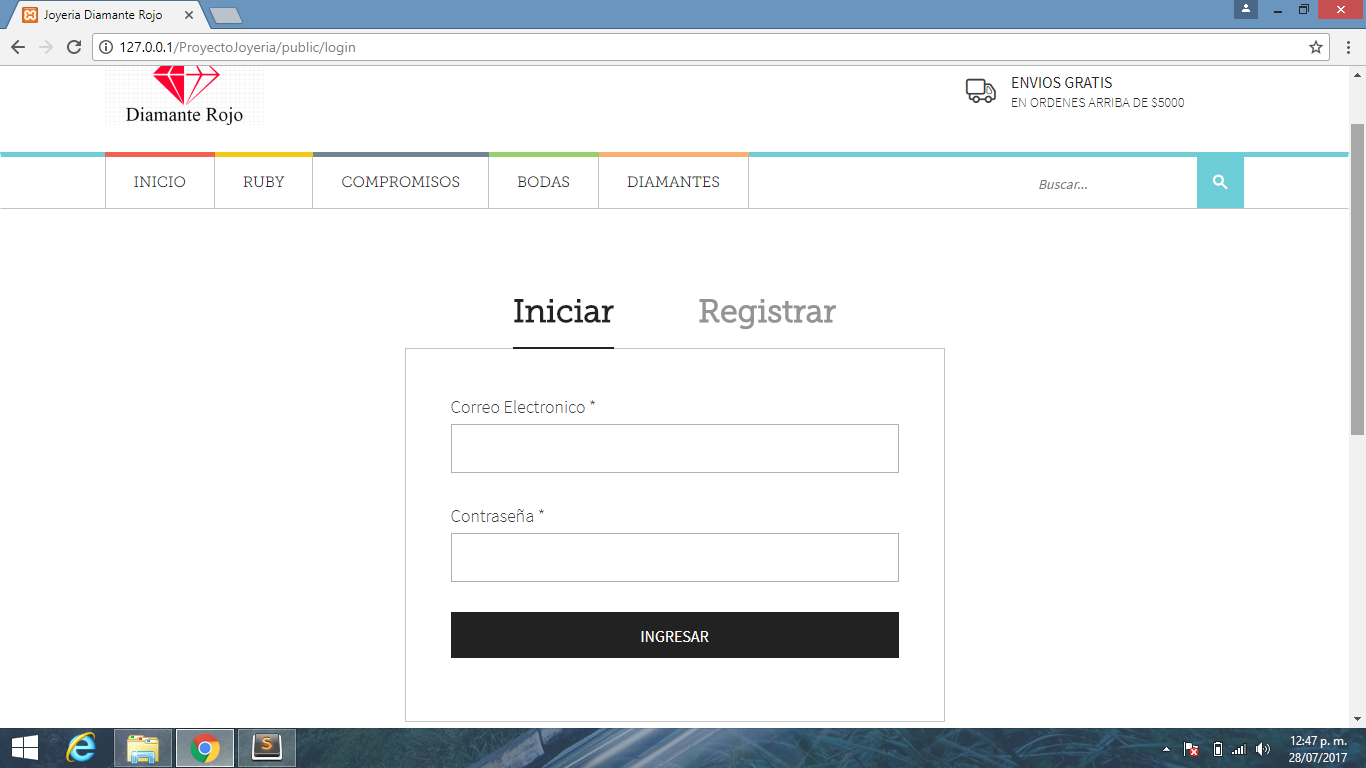 Joyeria Diamante Rojo
127.0.0.1/ProyectoJoyeria/public/login
Diamante Rojo
ENVIOS GRATIS
EN ORDENES ARRIBA DE $5000
INICIO
RUBY
COMPROMISOS
BODAS
DIAMANTES
Buscar...
Iniciar
Registrar
Correo Electronico *
Contraseña *
INGRESAR
12:47 p. m.
28/07/2017